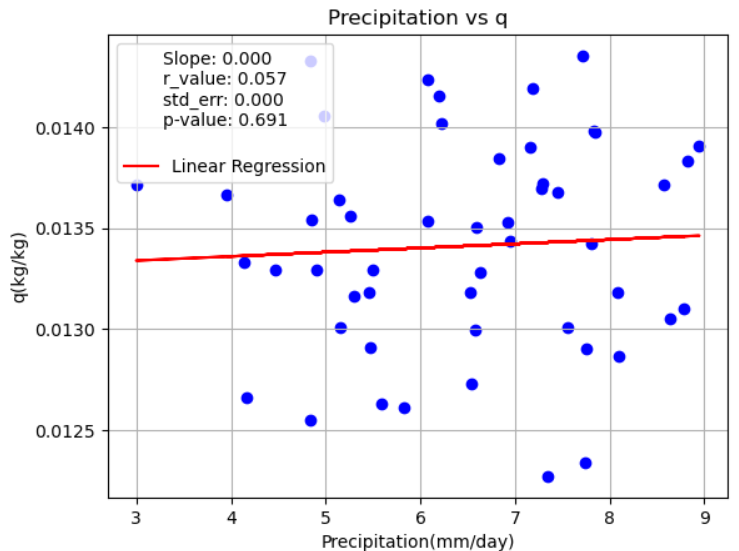 Precipitation vs q
Slope: 0.000
r_value: 0.057
std_err: 0.000
p-value: 0.691
Linear Regression
q(kg/kg)
0.0140
0.0135
0.0130
0.0125
3 4 5 6 7 8 9
Precipitation(mm/day)